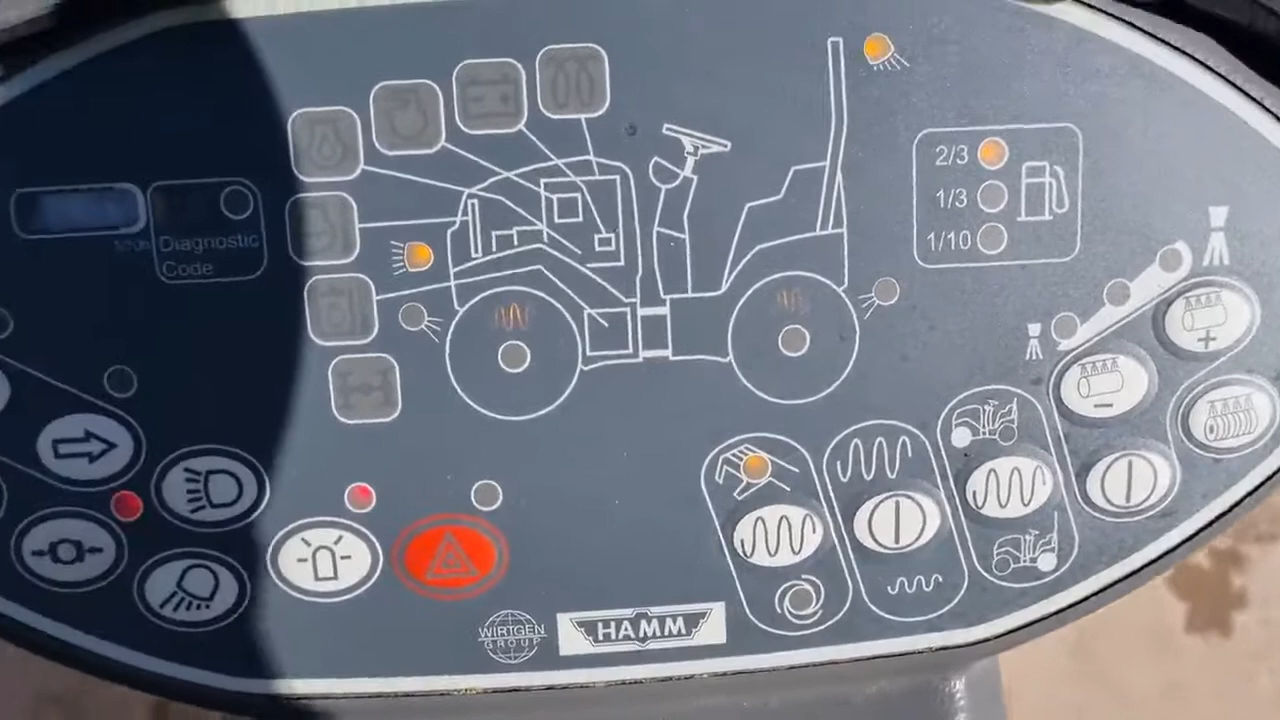 2/3
1/3
1/10
Diagnostic
Code
WIRTGEN
GROUP
HAMM